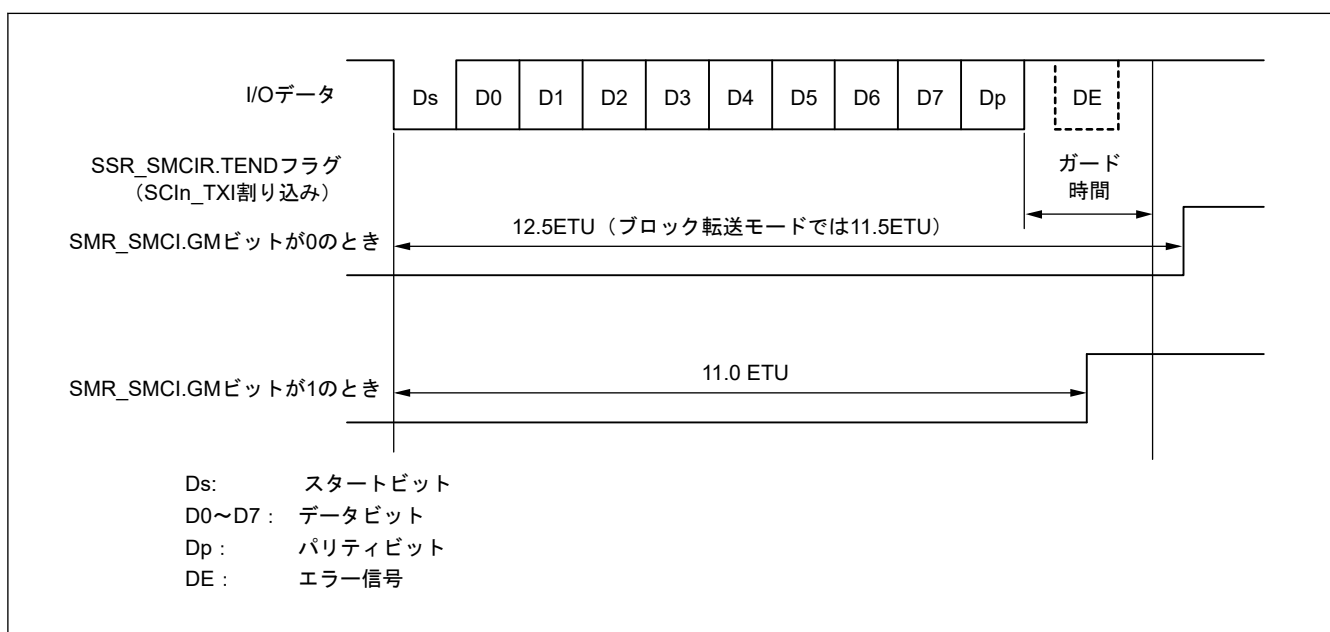 I/Oデータ
Ds D0 D1 D2 D3 D4 D5 D6 D7 Dp DE
SSR_SMCIR.TENDフラグ
（SCIn_TXI割り込み）
ガード
時間
SMR_SMCI.GMビットが0のとき
12.5ETU（ブロック転送モードでは11.5ETU）
SMR_SMCI.GMビットが1のとき
11.0 ETU
Ds: スタートビット
D0～D7： データビット
Dp： パリティビット
DE： エラー信号